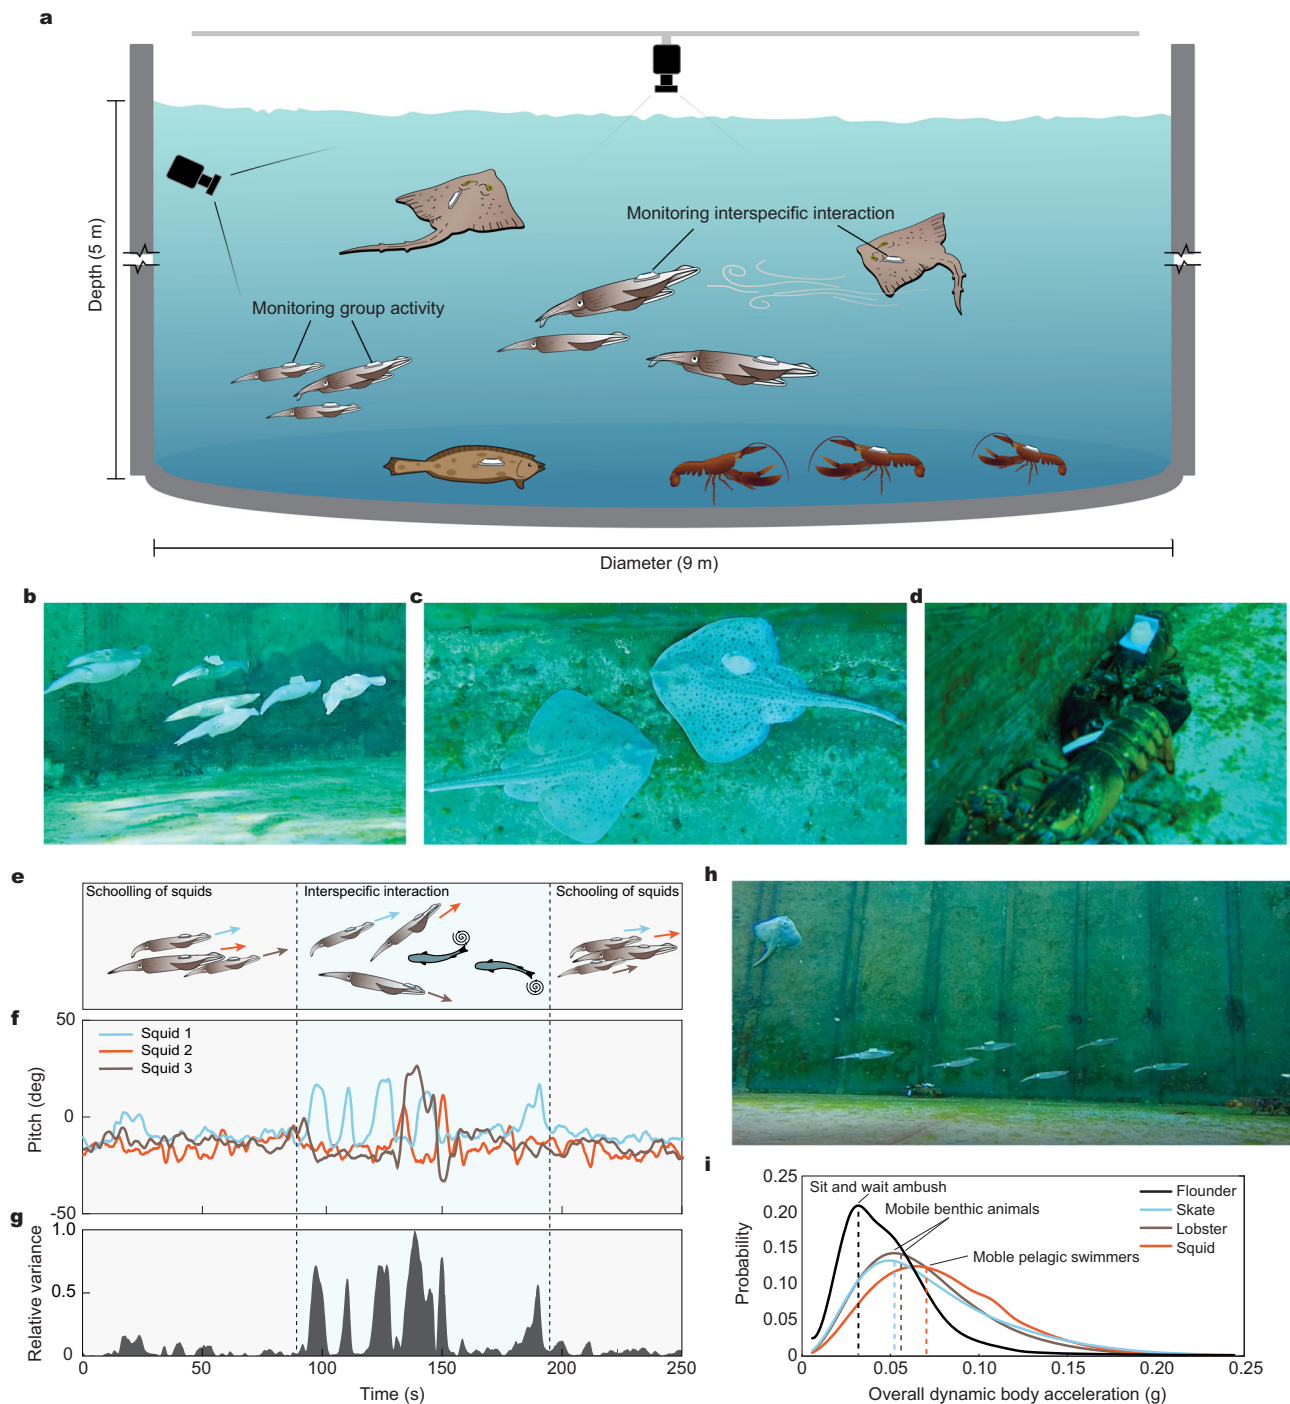 a
Monitoring interspecific interaction
Depth (5 m)
Monitoring group activity
Diameter (9 m)
b
c
d
e
Schoolling of squids
Interspecific interaction
Schooling of squids
f
50
0
-50
Pitch (deg)
Squid 1
Squid 2
Squid 3
g
1.0
0.5
0
Relative variance
0 50 100 150 200 250
Time (s)
h
i
0.25
0.20
0.15
0.10
0.05
0
Probability
Sit and wait ambush
Mobile benthic animals
Moble pelagic swimmers
Flounder
Skate
Lobster
Squid
0 0.05 0.10 0.15 0.20 0.25
Overall dynamic body acceleration (g)